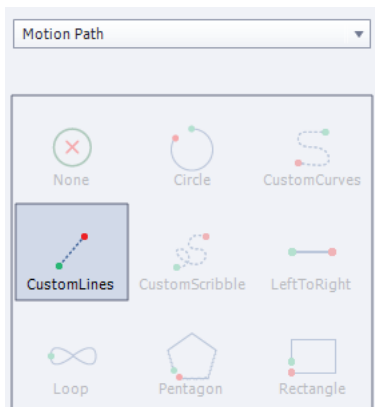 Motion Path
None
Circle
CustomCurves
CustomLines
CustomScribble
LeftToRight
Loop
Pentagon
Rectangle